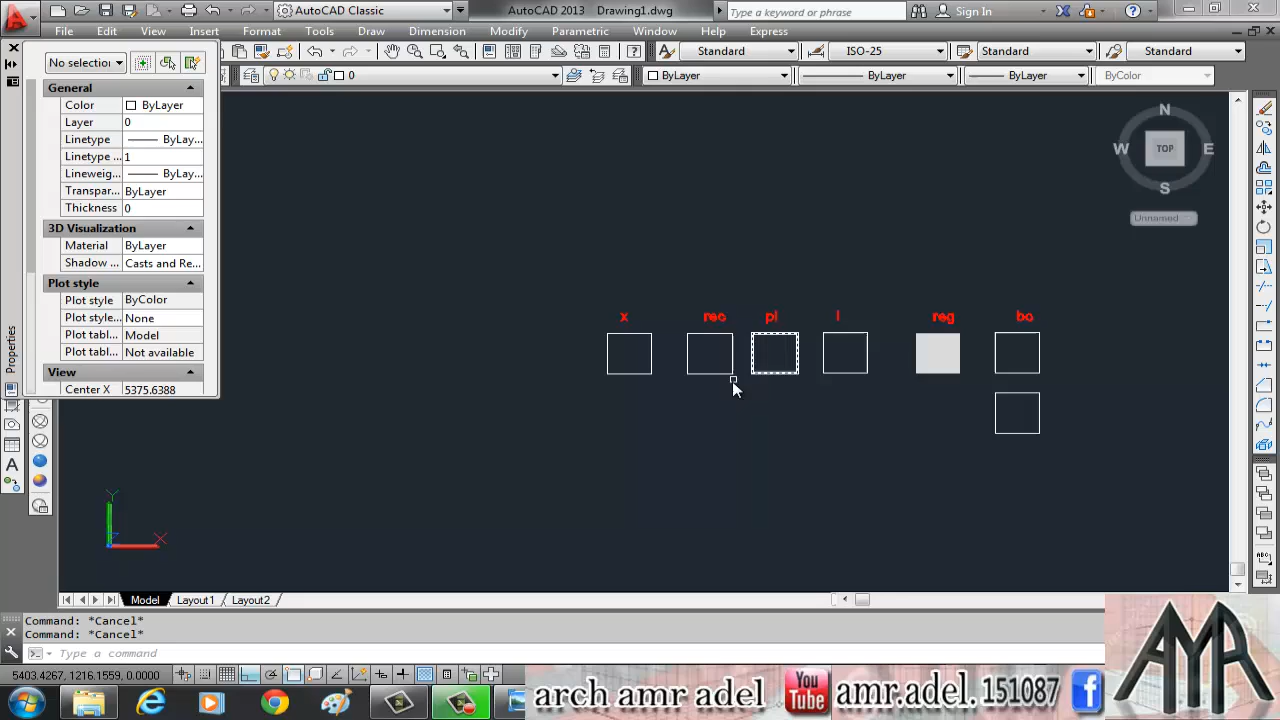 AutoCAD Classic
AutoCAD 2013 Drawing1.dwg
Type a keyword or phrase
Sign In
File Edit View Insert Format Tools Draw Dimension Parametric Window Help Express
Standard
ISO-25
Standard
Standard
0
ByLayer
ByLayer
ByLayer
ByColor
No selection
General
Color ByLayer
Layer 0
Linetype ByLay...
Linetype ... 1
Lineweig... ByLay...
Transpar... ByLayer
Thickness 0
3D Visualization
Material ByLayer
Shadow ... Casts and Re...
Plot style
Plot style ByColor
Plot style... None
Plot tabl... Model
Plot tabl... Not available
View
Center X 5375.6388
Properties
N
W TOP E
S
Unnamed
x rec pl l reg bo
Y
X
Model Layout1 Layout2
Command: *Cancel*
Command: *Cancel*
Type a command
5403.4267, 1216.1559, 0.0000
arch amr adel
You
Tube
amr.adel.151087
f
AYR